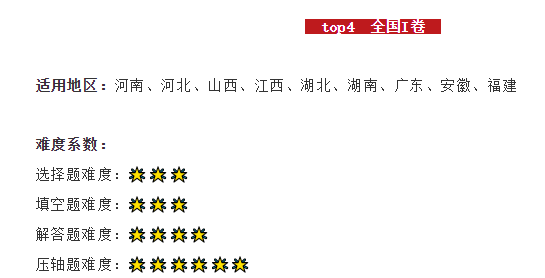 top4 全国I卷
适用地区：河南、河北、山西、江西、湖北、湖南、广东、安徽、福建
难度系数：
选择题难度：
填空题难度：
解答题难度：
压轴题难度：